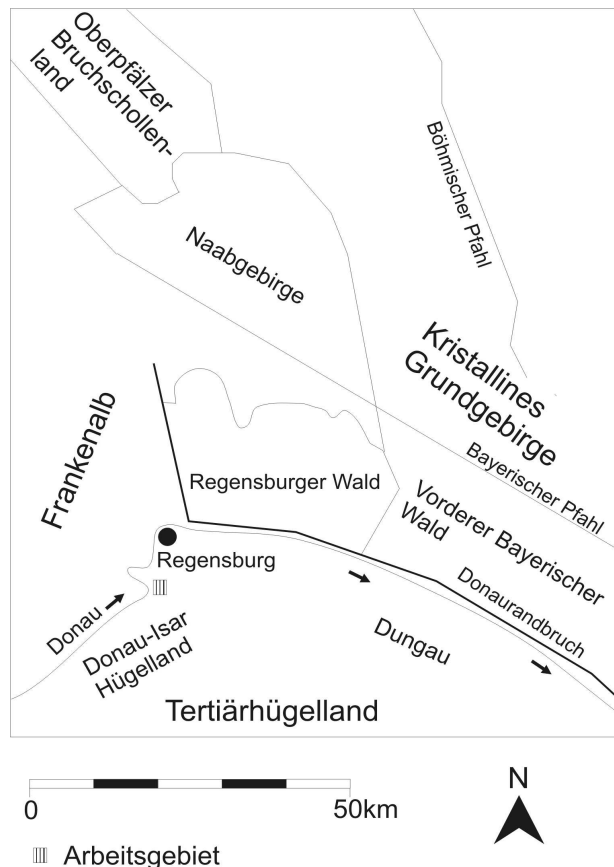 Oberpfälzer
Bruchschollen-
land
Böhmischer Pfahl
Naabgebirge
Kristallines
Grundgebirge
Frankenalb
Bayerischer Pfahl
Regensburger Wald
Vorderer Bayerischer
Wald
Regensburg
Donaurandbruch
Donau
Donau-Isar
Hügelland
Dungau
Tertiärhügelland
0
50km
N
Arbeitsgebiet